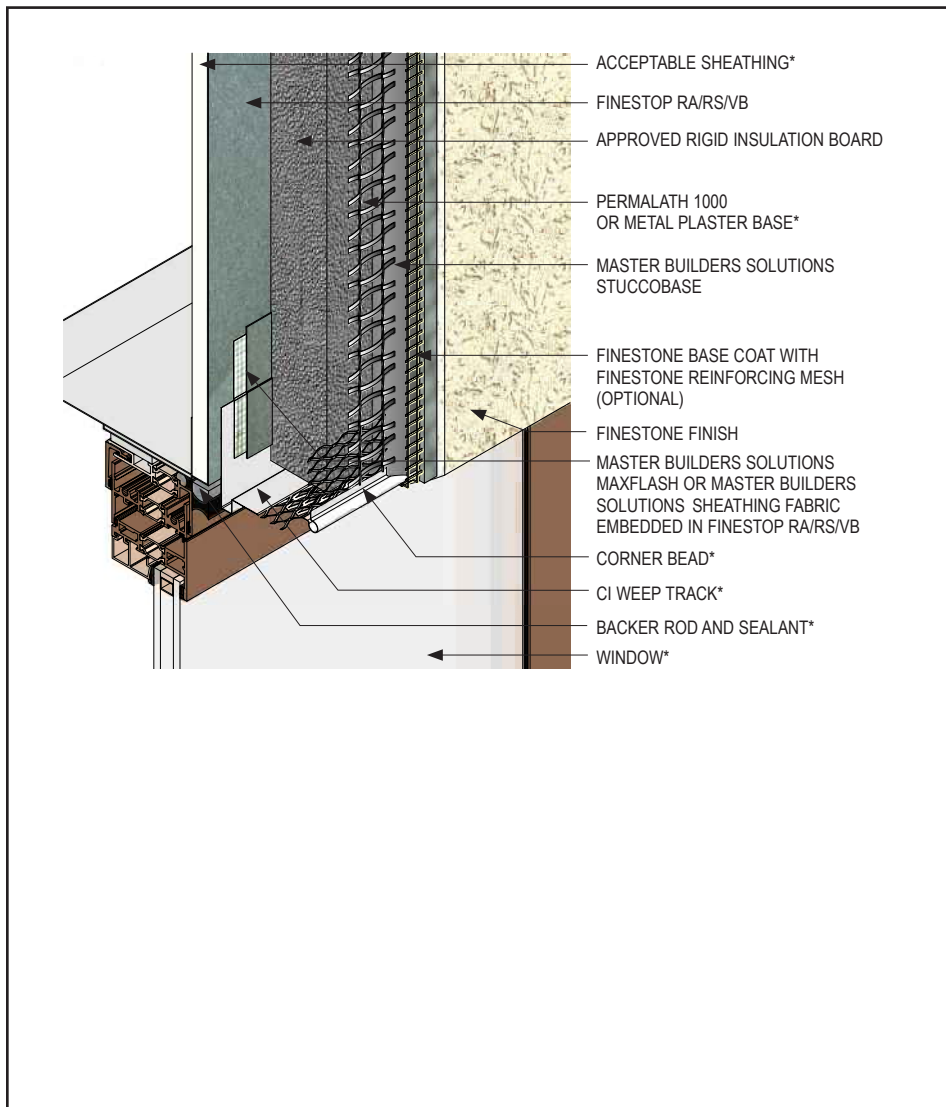 ACCEPTABLE SHEATHING*
FINESTOP RA/RS/VB
APPROVED RIGID INSULATION BOARD
PERMALATH 1000
OR METAL PLASTER BASE*
MASTER BUILDERS SOLUTIONS
STUCCOBASE
FINESTONE BASE COAT WITH
FINESTONE REINFORCING MESH
(OPTIONAL)
FINESTONE FINISH
MASTER BUILDERS SOLUTIONS
MAXFLASH OR MASTER BUILDERS
SOLUTIONS SHEATHING FABRIC
EMBEDDED IN FINESTOP RA/RS/VB
CORNER BEAD*
CI WEEP TRACK*
BACKER ROD AND SEALANT*
WINDOW*